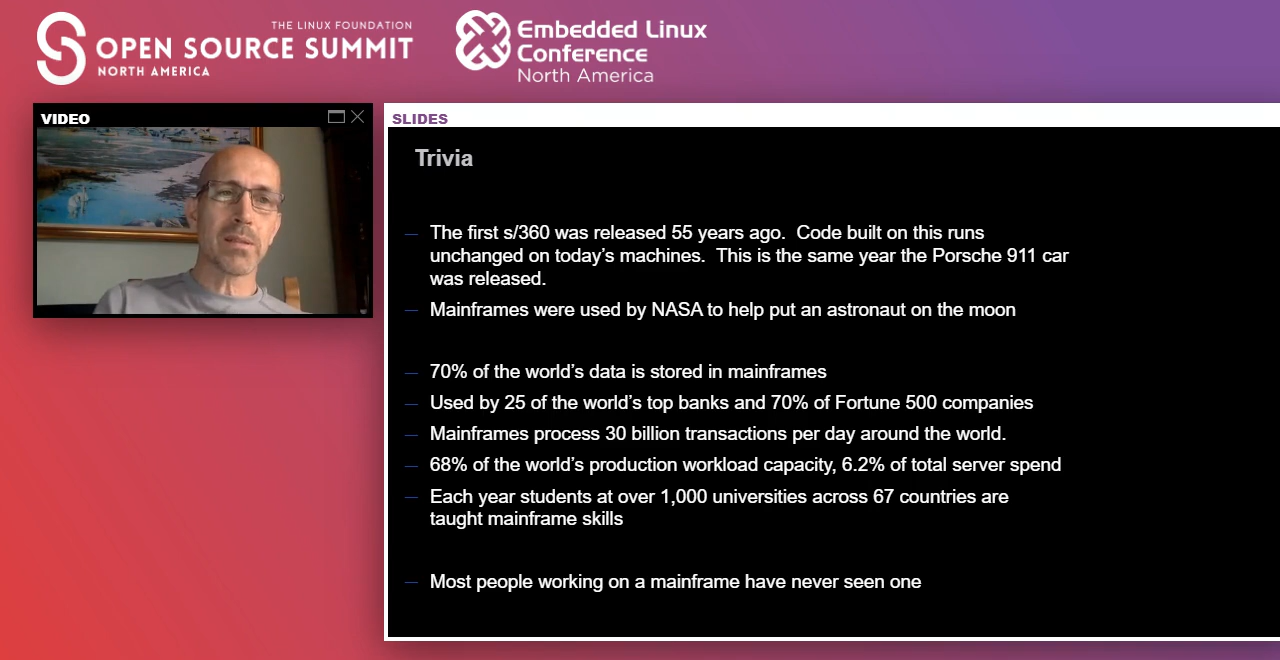 THE LINUX FOUNDATION
OPEN SOURCE SUMMIT
NORTH AMERICA
Embedded Linux
Conference
North America
VIDEO
SLIDES
Trivia
— The first s/360 was released 55 years ago.  Code built on this runs
unchanged on today’s machines.  This is the same year the Porsche 911 car
was released.
— Mainframes were used by NASA to help put an astronaut on the moon
— 70% of the world’s data is stored in mainframes
— Used by 25 of the world’s top banks and 70% of Fortune 500 companies
— Mainframes process 30 billion transactions per day around the world.
— 68% of the world’s production workload capacity, 6.2% of total server spend
— Each year students at over 1,000 universities across 67 countries are
taught mainframe skills
— Most people working on a mainframe have never seen one